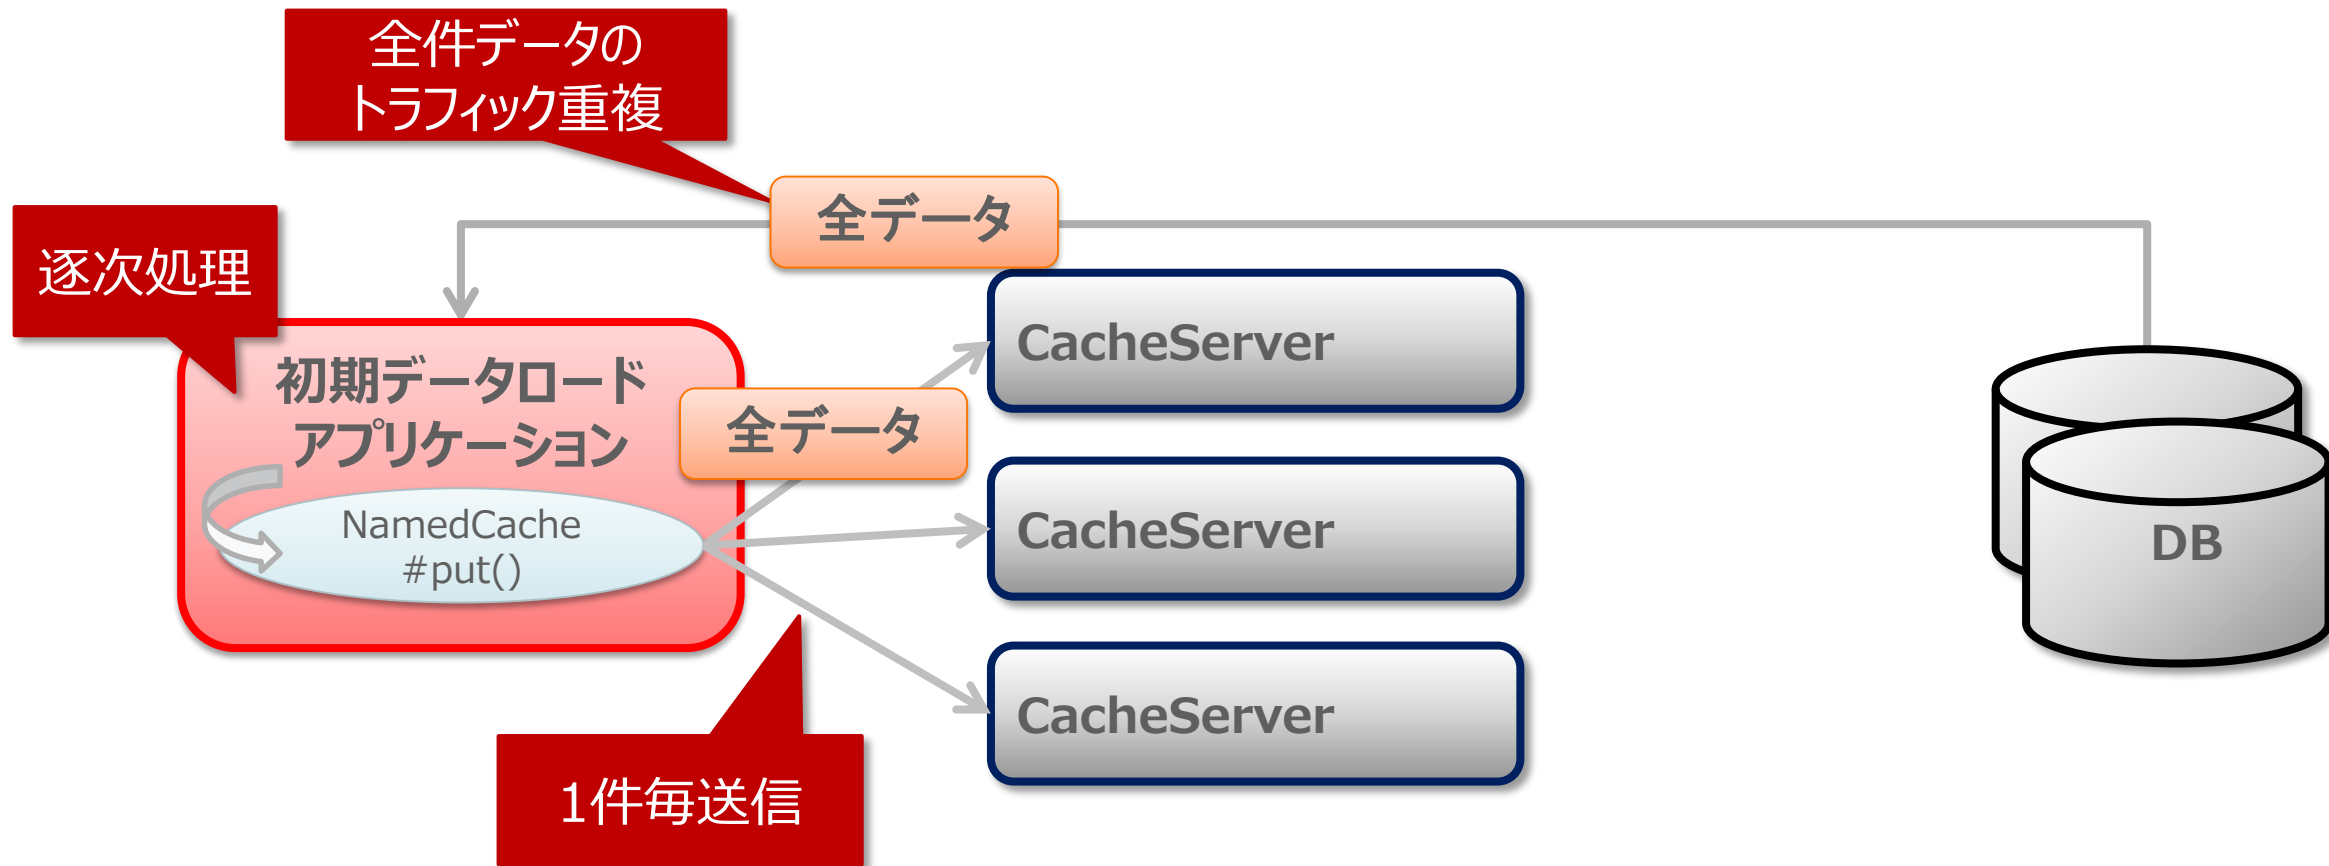 全件データの
トラフィック重複
全データ
逐次処理
初期データロード
アプリケーション
全データ
NamedCache
#put()
CacheServer
CacheServer
CacheServer
DB
1件毎送信